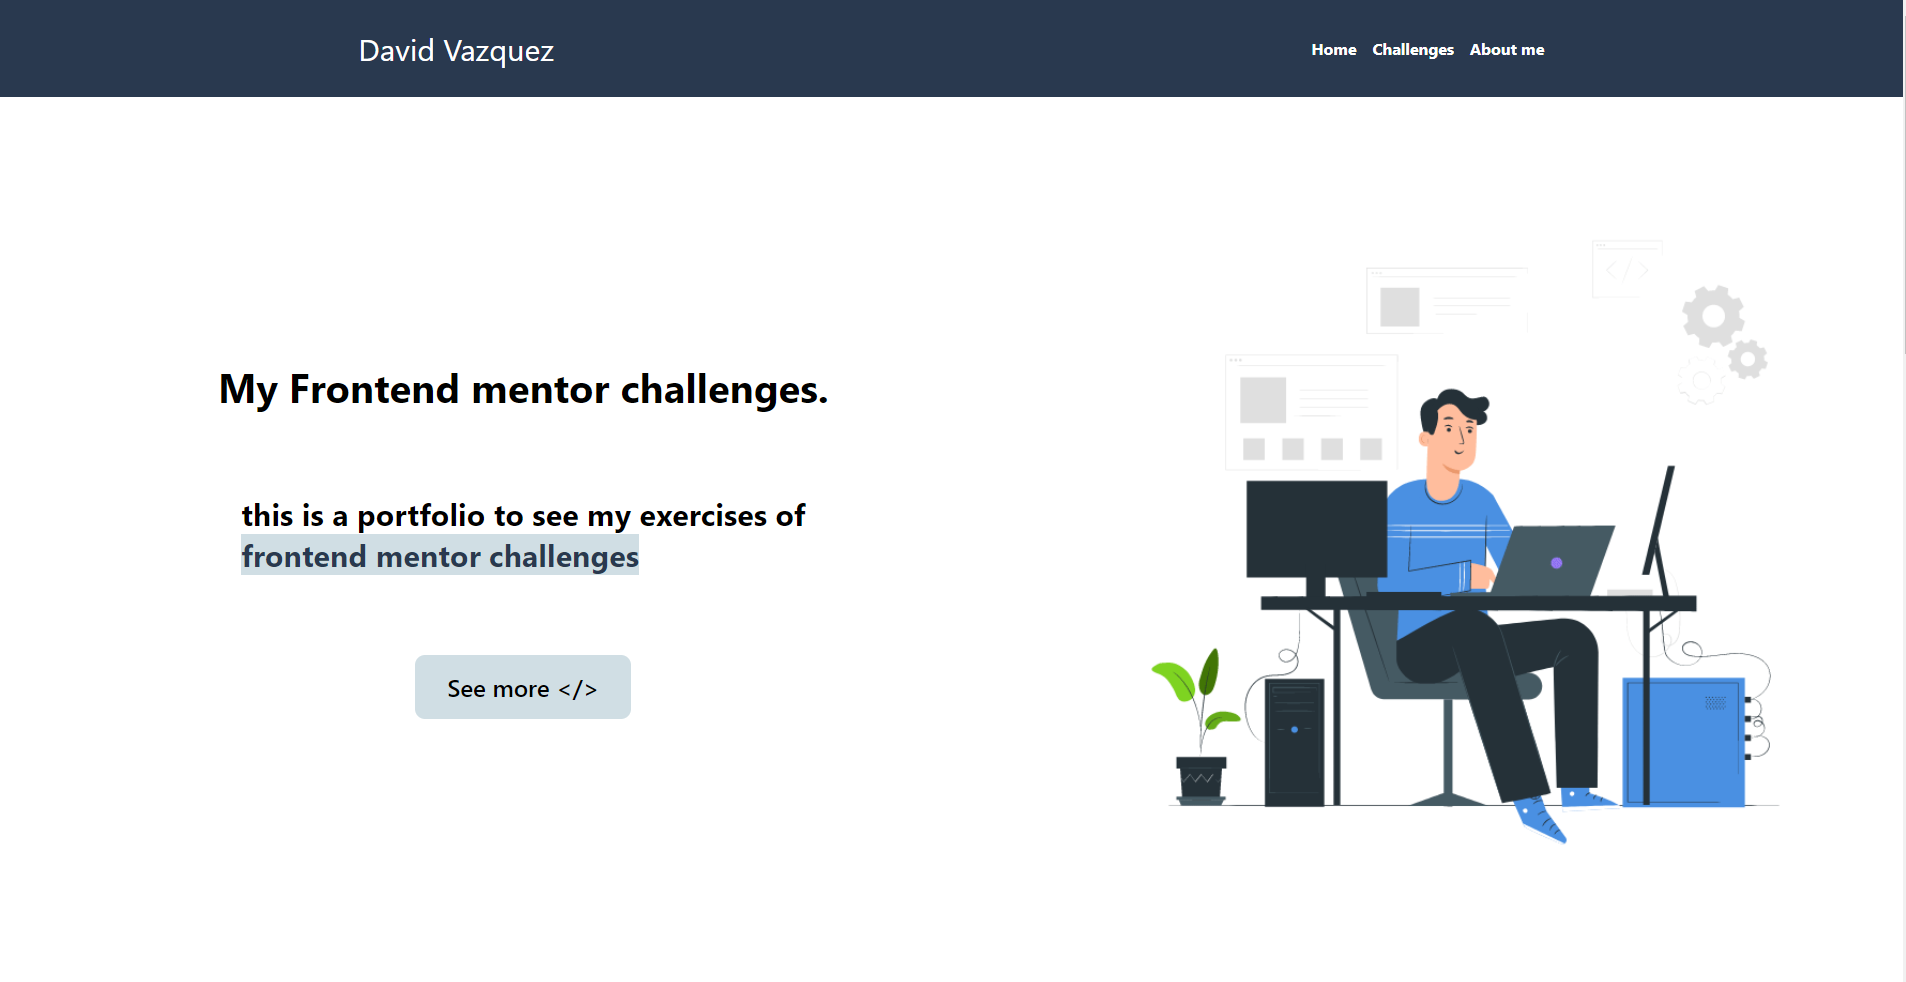 David Vazquez
Home Challenges About me
My Frontend mentor challenges.
this is a portfolio to see my exercises of
frontend mentor challenges
See more </>